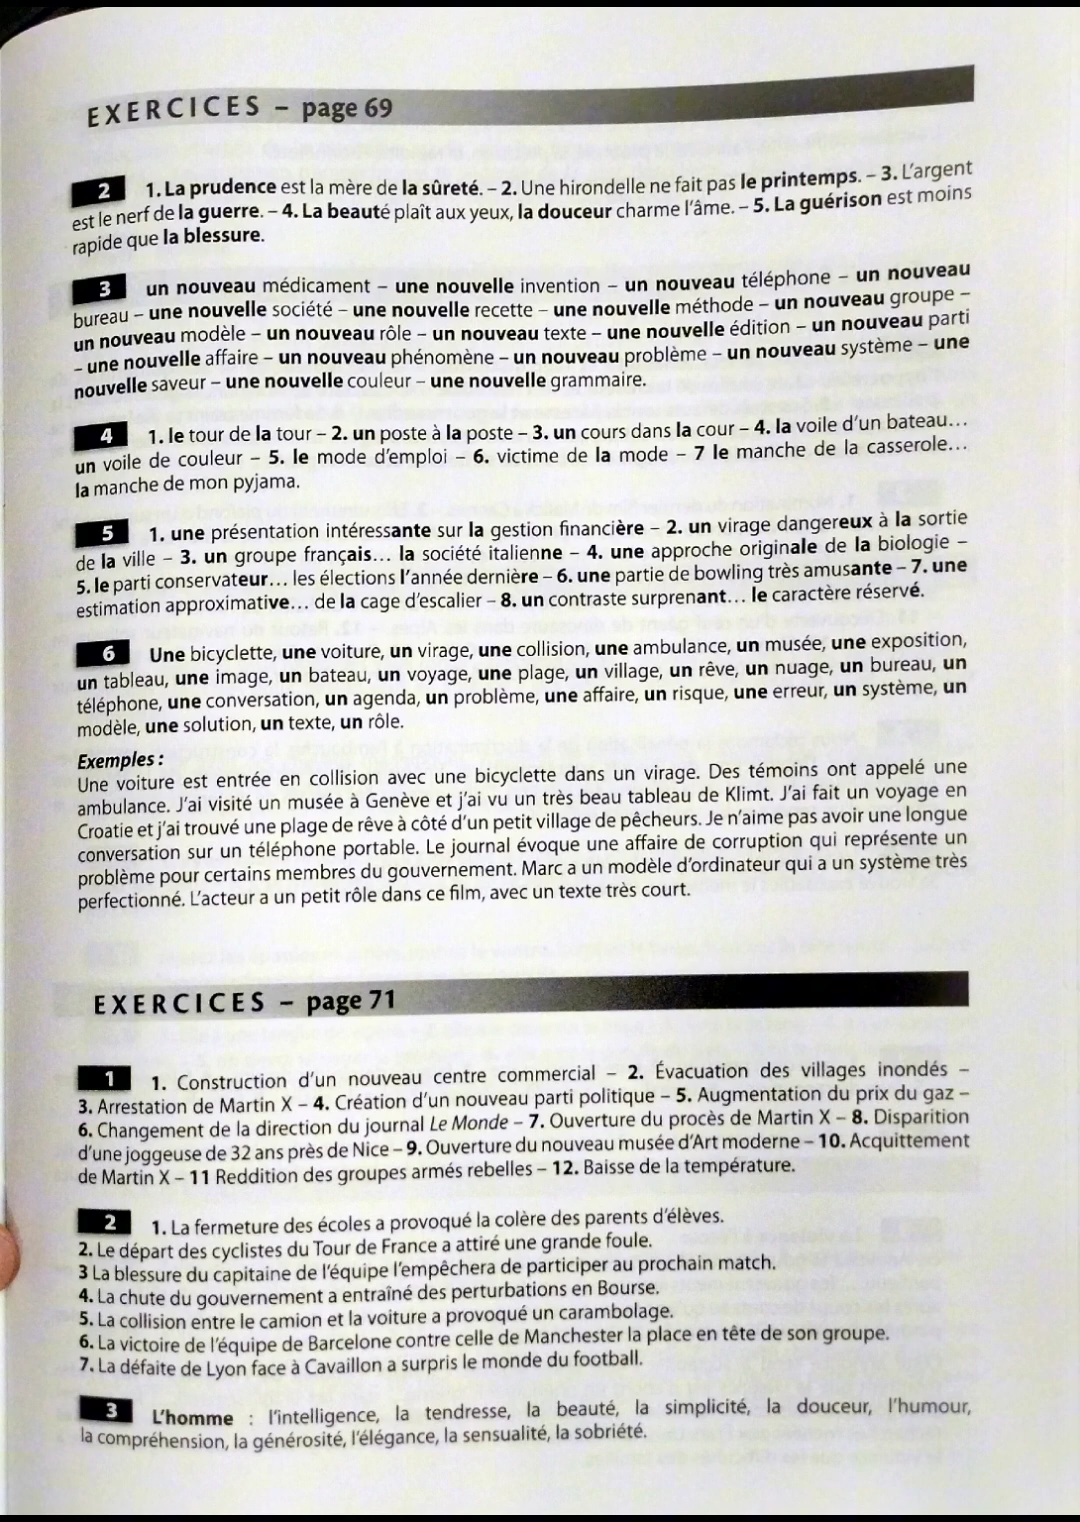 EXERCICES – page 69
2 1. La prudence est la mère de la sûreté. – 2. Une hirondelle ne fait pas le printemps. – 3. L'argent
est le nerf de la guerre. – 4. La beauté plaît aux yeux, la douceur charme l'âme. – 5. La guérison est moins
rapide que la blessure.
3 un nouveau médicament – une nouvelle invention – un nouveau téléphone – un nouveau
bureau – une nouvelle société – une nouvelle recette – une nouvelle méthode – un nouveau groupe –
un nouveau modèle – un nouveau rôle – un nouveau texte – une nouvelle édition – un nouveau parti
– une nouvelle affaire – un nouveau phénomène – un nouveau problème – un nouveau système – une
nouvelle saveur – une nouvelle couleur – une nouvelle grammaire.
4 1. le tour de la tour – 2. un poste à la poste – 3. un cours dans la cour – 4. la voile d'un bateau…
un voile de couleur – 5. le mode d'emploi – 6. victime de la mode – 7 le manche de la casserole…
la manche de mon pyjama.
5 1. une présentation intéressante sur la gestion financière – 2. un virage dangereux à la sortie
de la ville – 3. un groupe français… la société italienne – 4. une approche originale de la biologie –
5. le parti conservateur… les élections l'année dernière – 6. une partie de bowling très amusante – 7. une
estimation approximative… de la cage d'escalier – 8. un contraste surprenant… le caractère réservé.
6 Une bicyclette, une voiture, un virage, une collision, une ambulance, un musée, une exposition,
un tableau, une image, un bateau, un voyage, une plage, un village, un rêve, un nuage, un bureau, un
téléphone, une conversation, un agenda, un problème, une affaire, un risque, une erreur, un système, un
modèle, une solution, un texte, un rôle.
Exemples :
Une voiture est entrée en collision avec une bicyclette dans un virage. Des témoins ont appelé une
ambulance. J'ai visité un musée à Genève et j'ai vu un très beau tableau de Klimt. J'ai fait un voyage en
Croatie et j'ai trouvé une plage de rêve à côté d'un petit village de pêcheurs. Je n'aime pas avoir une longue
conversation sur un téléphone portable. Le journal évoque une affaire de corruption qui représente un
problème pour certains membres du gouvernement. Marc a un modèle d'ordinateur qui a un système très
perfectionné. L'acteur a un petit rôle dans ce film, avec un texte très court.
EXERCICES – page 71
1 1. Construction d'un nouveau centre commercial – 2. Évacuation des villages inondés –
3. Arrestation de Martin X – 4. Création d'un nouveau parti politique – 5. Augmentation du prix du gaz –
6. Changement de la direction du journal Le Monde – 7. Ouverture du procès de Martin X – 8. Disparition
d'une joggeuse de 32 ans près de Nice – 9. Ouverture du nouveau musée d'Art moderne – 10. Acquittement
de Martin X – 11 Reddition des groupes armés rebelles – 12. Baisse de la température.
2 1. La fermeture des écoles a provoqué la colère des parents d'élèves.
2. Le départ des cyclistes du Tour de France a attiré une grande foule.
3 La blessure du capitaine de l'équipe l'empêchera de participer au prochain match.
4. La chute du gouvernement a entraîné des perturbations en Bourse.
5. La collision entre le camion et la voiture a provoqué un carambolage.
6. La victoire de l'équipe de Barcelone contre celle de Manchester la place en tête de son groupe.
7. La défaite de Lyon face à Cavaillon a surpris le monde du football.
3 L'homme : l'intelligence, la tendresse, la beauté, la simplicité, la douceur, l'humour,
la compréhension, la générosité, l'élégance, la sensualité, la sobriété.